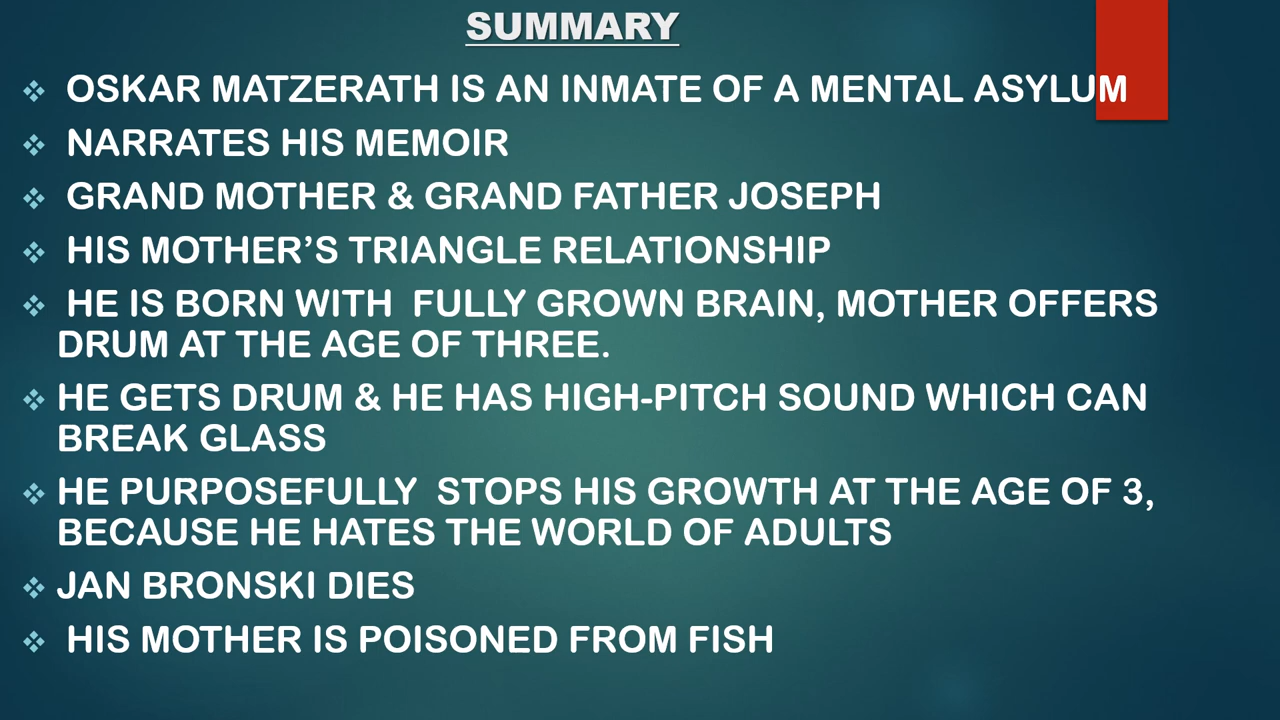 SUMMARY
❖ OSKAR MATZERATH IS AN INMATE OF A MENTAL ASYLUM
❖ NARRATES HIS MEMOIR
❖ GRAND MOTHER & GRAND FATHER JOSEPH
❖ HIS MOTHER’S TRIANGLE RELATIONSHIP
❖ HE IS BORN WITH FULLY GROWN BRAIN, MOTHER OFFERS
DRUM AT THE AGE OF THREE.
❖ HE GETS DRUM & HE HAS HIGH-PITCH SOUND WHICH CAN
BREAK GLASS
❖ HE PURPOSEFULLY STOPS HIS GROWTH AT THE AGE OF 3,
BECAUSE HE HATES THE WORLD OF ADULTS
❖ JAN BRONSKI DIES
❖ HIS MOTHER IS POISONED FROM FISH